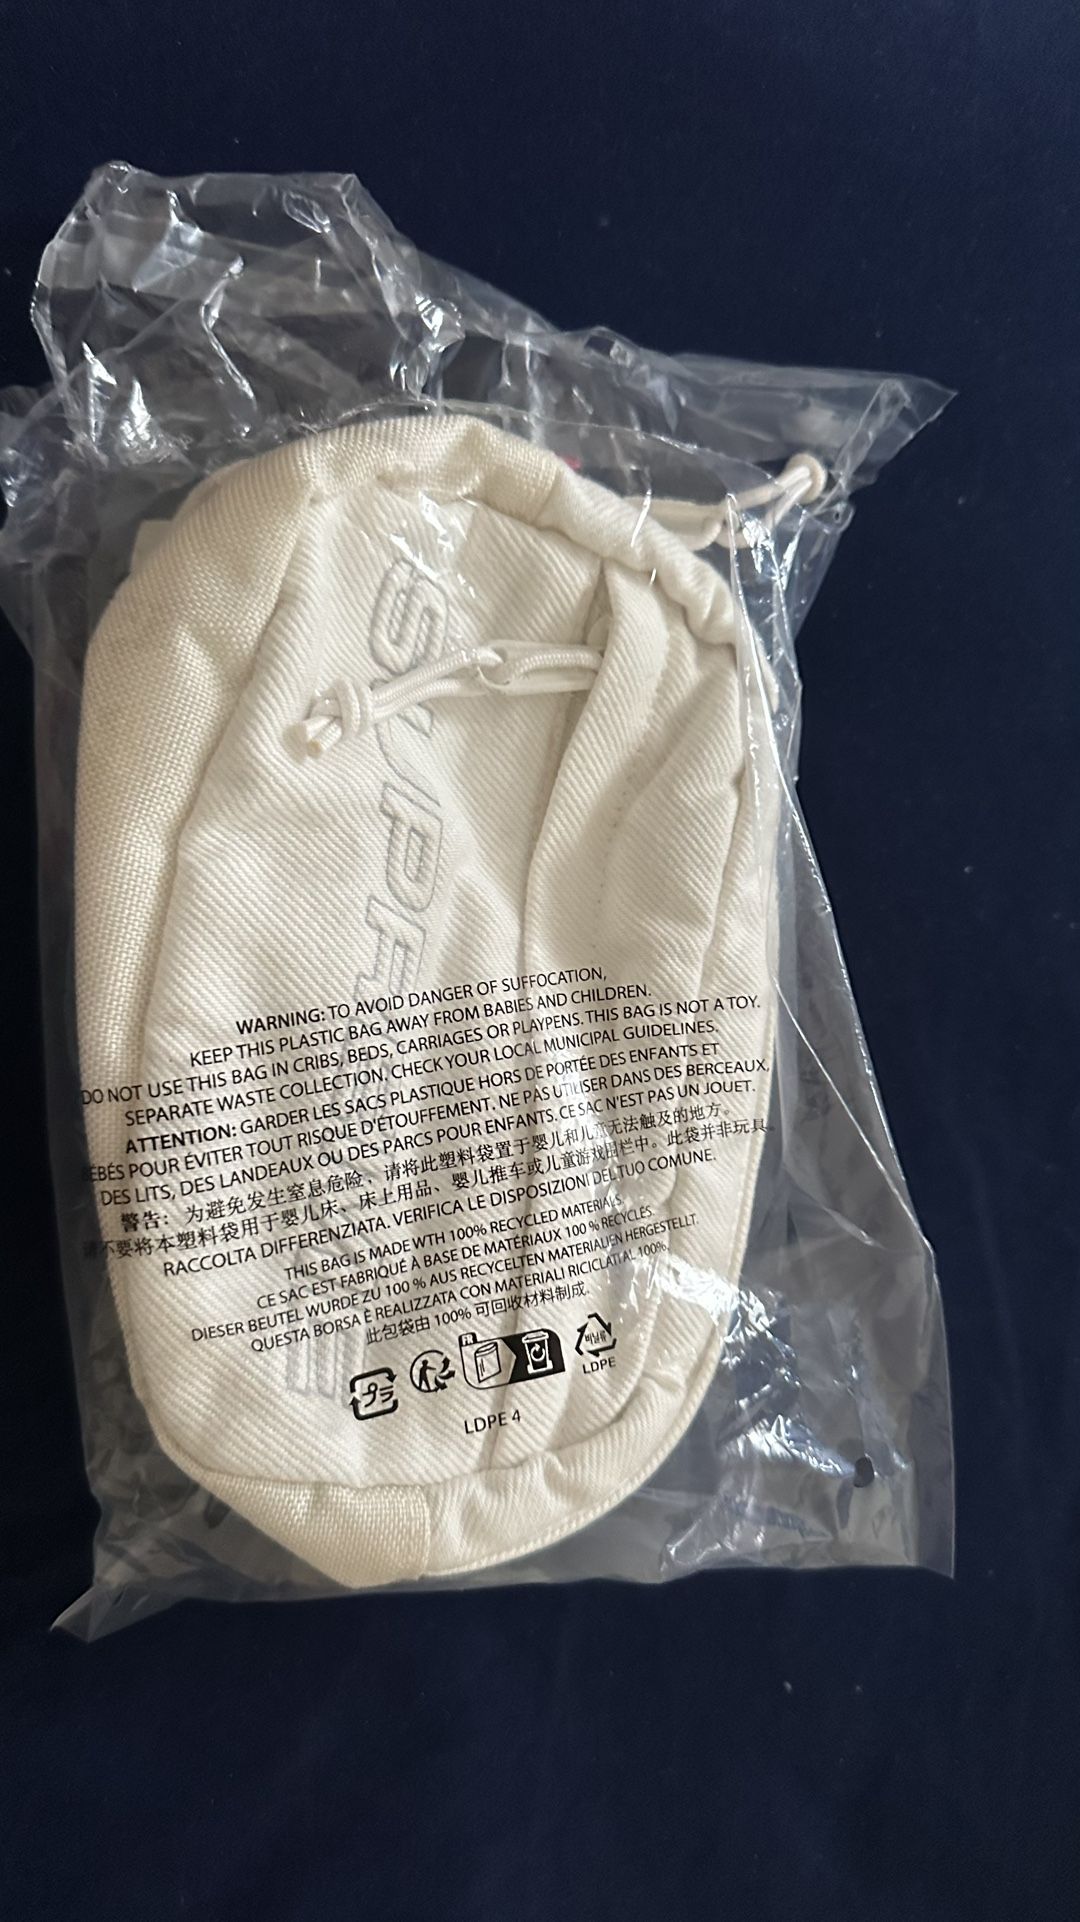 SUPRE
WARNING: TO AVOID DANGER OF SUFFOCATION,
KEEP THIS PLASTIC BAG AWAY FROM BABIES AND CHILDREN.
DO NOT USE THIS BAG IN CRIBS, BEDS, CARRIAGES OR PLAYPENS. THIS BAG IS NOT A TOY.
SEPARATE WASTE COLLECTION. CHECK YOUR LOCAL MUNICIPAL GUIDELINES.
ATTENTION: GARDER LES SACS PLASTIQUE HORS DE PORTÉE DES ENFANTS ET
BÉBÉS POUR ÉVITER TOUT RISQUE D'ÉTOUFFEMENT. NE PAS UTILISER DANS DES BERCEAUX,
DES LITS, DES LANDEAUX OU DES PARCS POUR ENFANTS. CE SAC N'EST PAS UN JOUET.
警告: 为避免发生窒息危险，请将此塑料袋置于婴儿和儿童无法触及的地方。
请不要将本塑料袋用于婴儿床、床上用品、婴儿推车或儿童游戏围栏中。此袋并非玩具。
RACCOLTA DIFFERENZIATA. VERIFICA LE DISPOSIZIONI DEL TUO COMUNE.
THIS BAG IS MADE WTH 100% RECYCLED MATERIALS.
CE SAC EST FABRIQUÉ À BASE DE MATÉRIAUX 100 % RECYCLÉS.
DIESER BEUTEL WURDE ZU 100 % AUS RECYCELTEN MATERIALIEN HERGESTELLT.
QUESTA BORSA È REALIZZATA CON MATERIALI RICICLATI AL 100%.
此包袋由 100% 可回收材料制成.
プラ
FR
비닐류
LDPE
LDPE 4